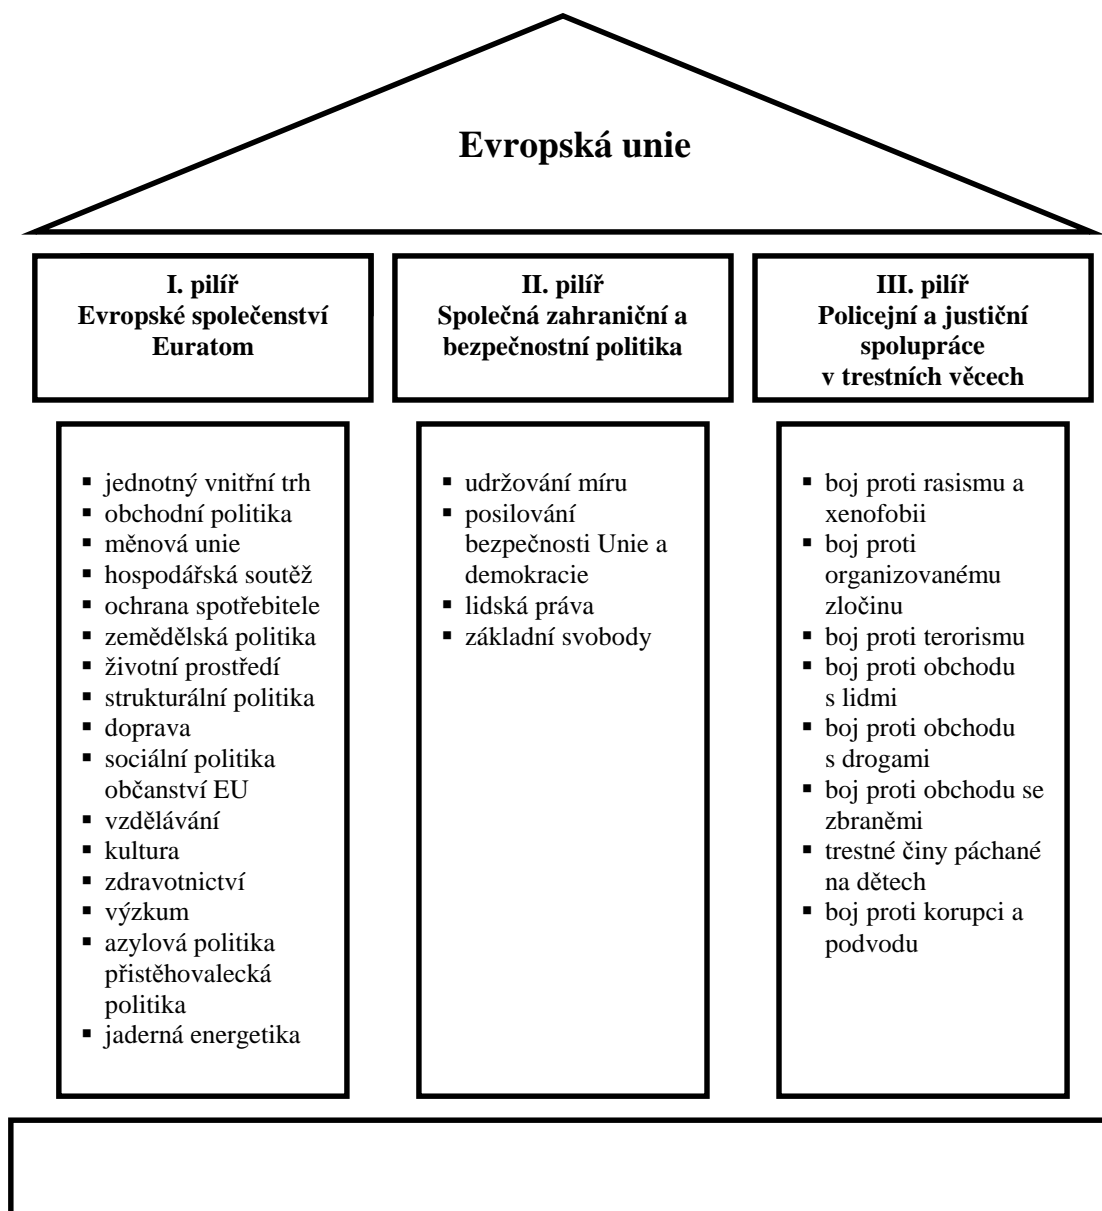 Evropská unie
I. pilíř
Evropské společenství
Euratom
II. pilíř
Společná zahraniční a
bezpečnostní politika
III. pilíř
Policejní a justiční
spolupráce
v trestních věcech
▪ jednotný vnitřní trh
▪ obchodní politika
▪ měnová unie
▪ hospodářská soutěž
▪ ochrana spotřebitele
▪ zemědělská politika
▪ životní prostředí
▪ strukturální politika
▪ doprava
▪ sociální politika
občanství EU
▪ vzdělávání
▪ kultura
▪ zdravotnictví
▪ výzkum
▪ azylová politika
přistěhovalecká
politika
▪ jaderná energetika
▪ udržování míru
▪ posilování
bezpečnosti Unie a
demokracie
▪ lidská práva
▪ základní svobody
▪ boj proti rasismu a
xenofobii
▪ boj proti
organizovanému
zločinu
▪ boj proti terorismu
▪ boj proti obchodu
s lidmi
▪ boj proti obchodu
s drogami
▪ boj proti obchodu se
zbraněmi
▪ trestné činy páchané
na dětech
▪ boj proti korupci a
podvodu